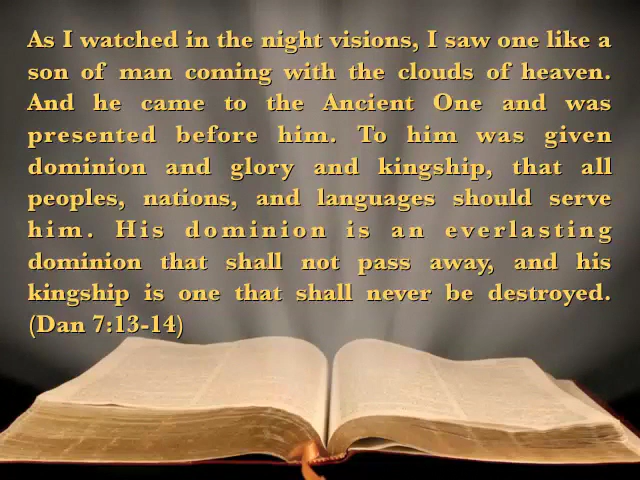 As I watched in the night visions, I saw one like a
son of man coming with the clouds of heaven.
And he came to the Ancient One and was
presented before him. To him was given
dominion and glory and kingship, that all
peoples, nations, and languages should serve
him. His dominion is an everlasting
dominion that shall not pass away, and his
kingship is one that shall never be destroyed.
(Dan 7:13-14)